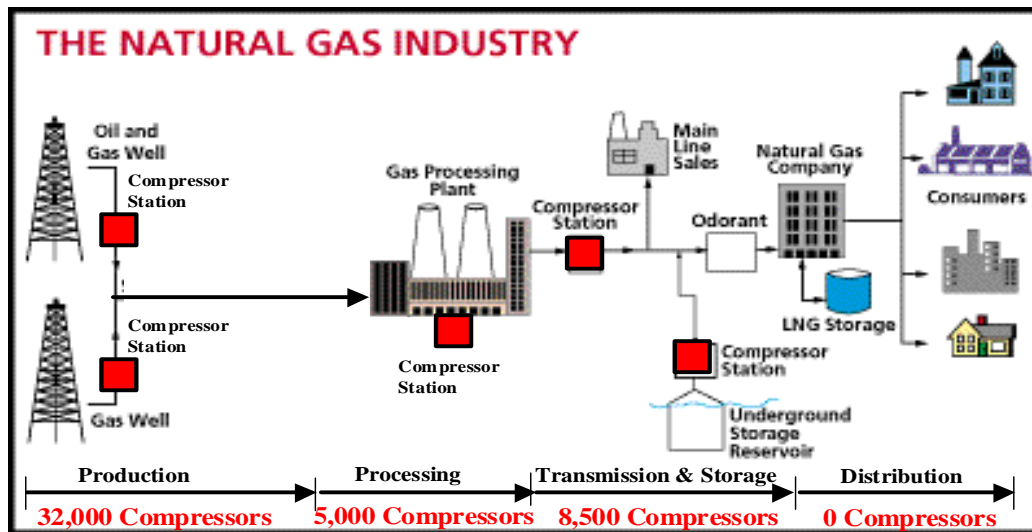 THE NATURAL GAS INDUSTRY
Oil and
Gas Well
Compressor
Station
Compressor
Station
Gas Well
Gas Processing
Plant
Compressor
Station
Compressor
Station
Main
Line
Sales
Odorant
Natural Gas
Company
LNG Storage
Consumers
Compressor
Station
Underground
Storage
Reservoir
Production
Processing
Transmission & Storage
Distribution
32,000 Compressors
5,000 Compressors
8,500 Compressors
0 Compressors